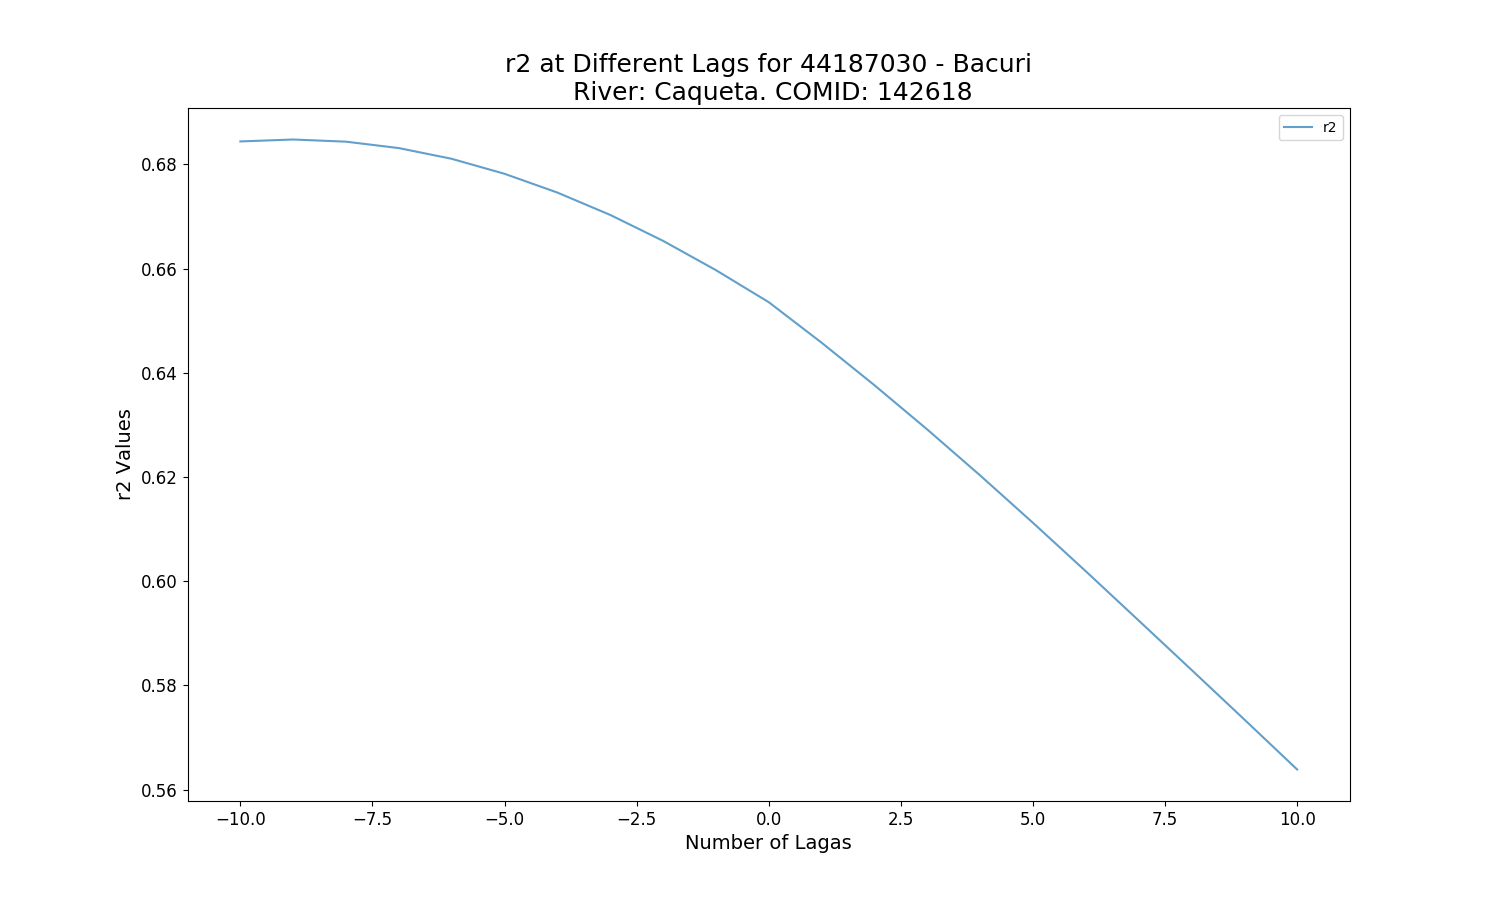 r2 at Different Lags for 44187030 - Bacuri
River: Caqueta. COMID: 142618
r2
r2 Values
0.68
0.66
0.64
0.62
0.60
0.58
0.56
−10.0 −7.5 −5.0 −2.5 0.0 2.5 5.0 7.5 10.0
Number of Lagas